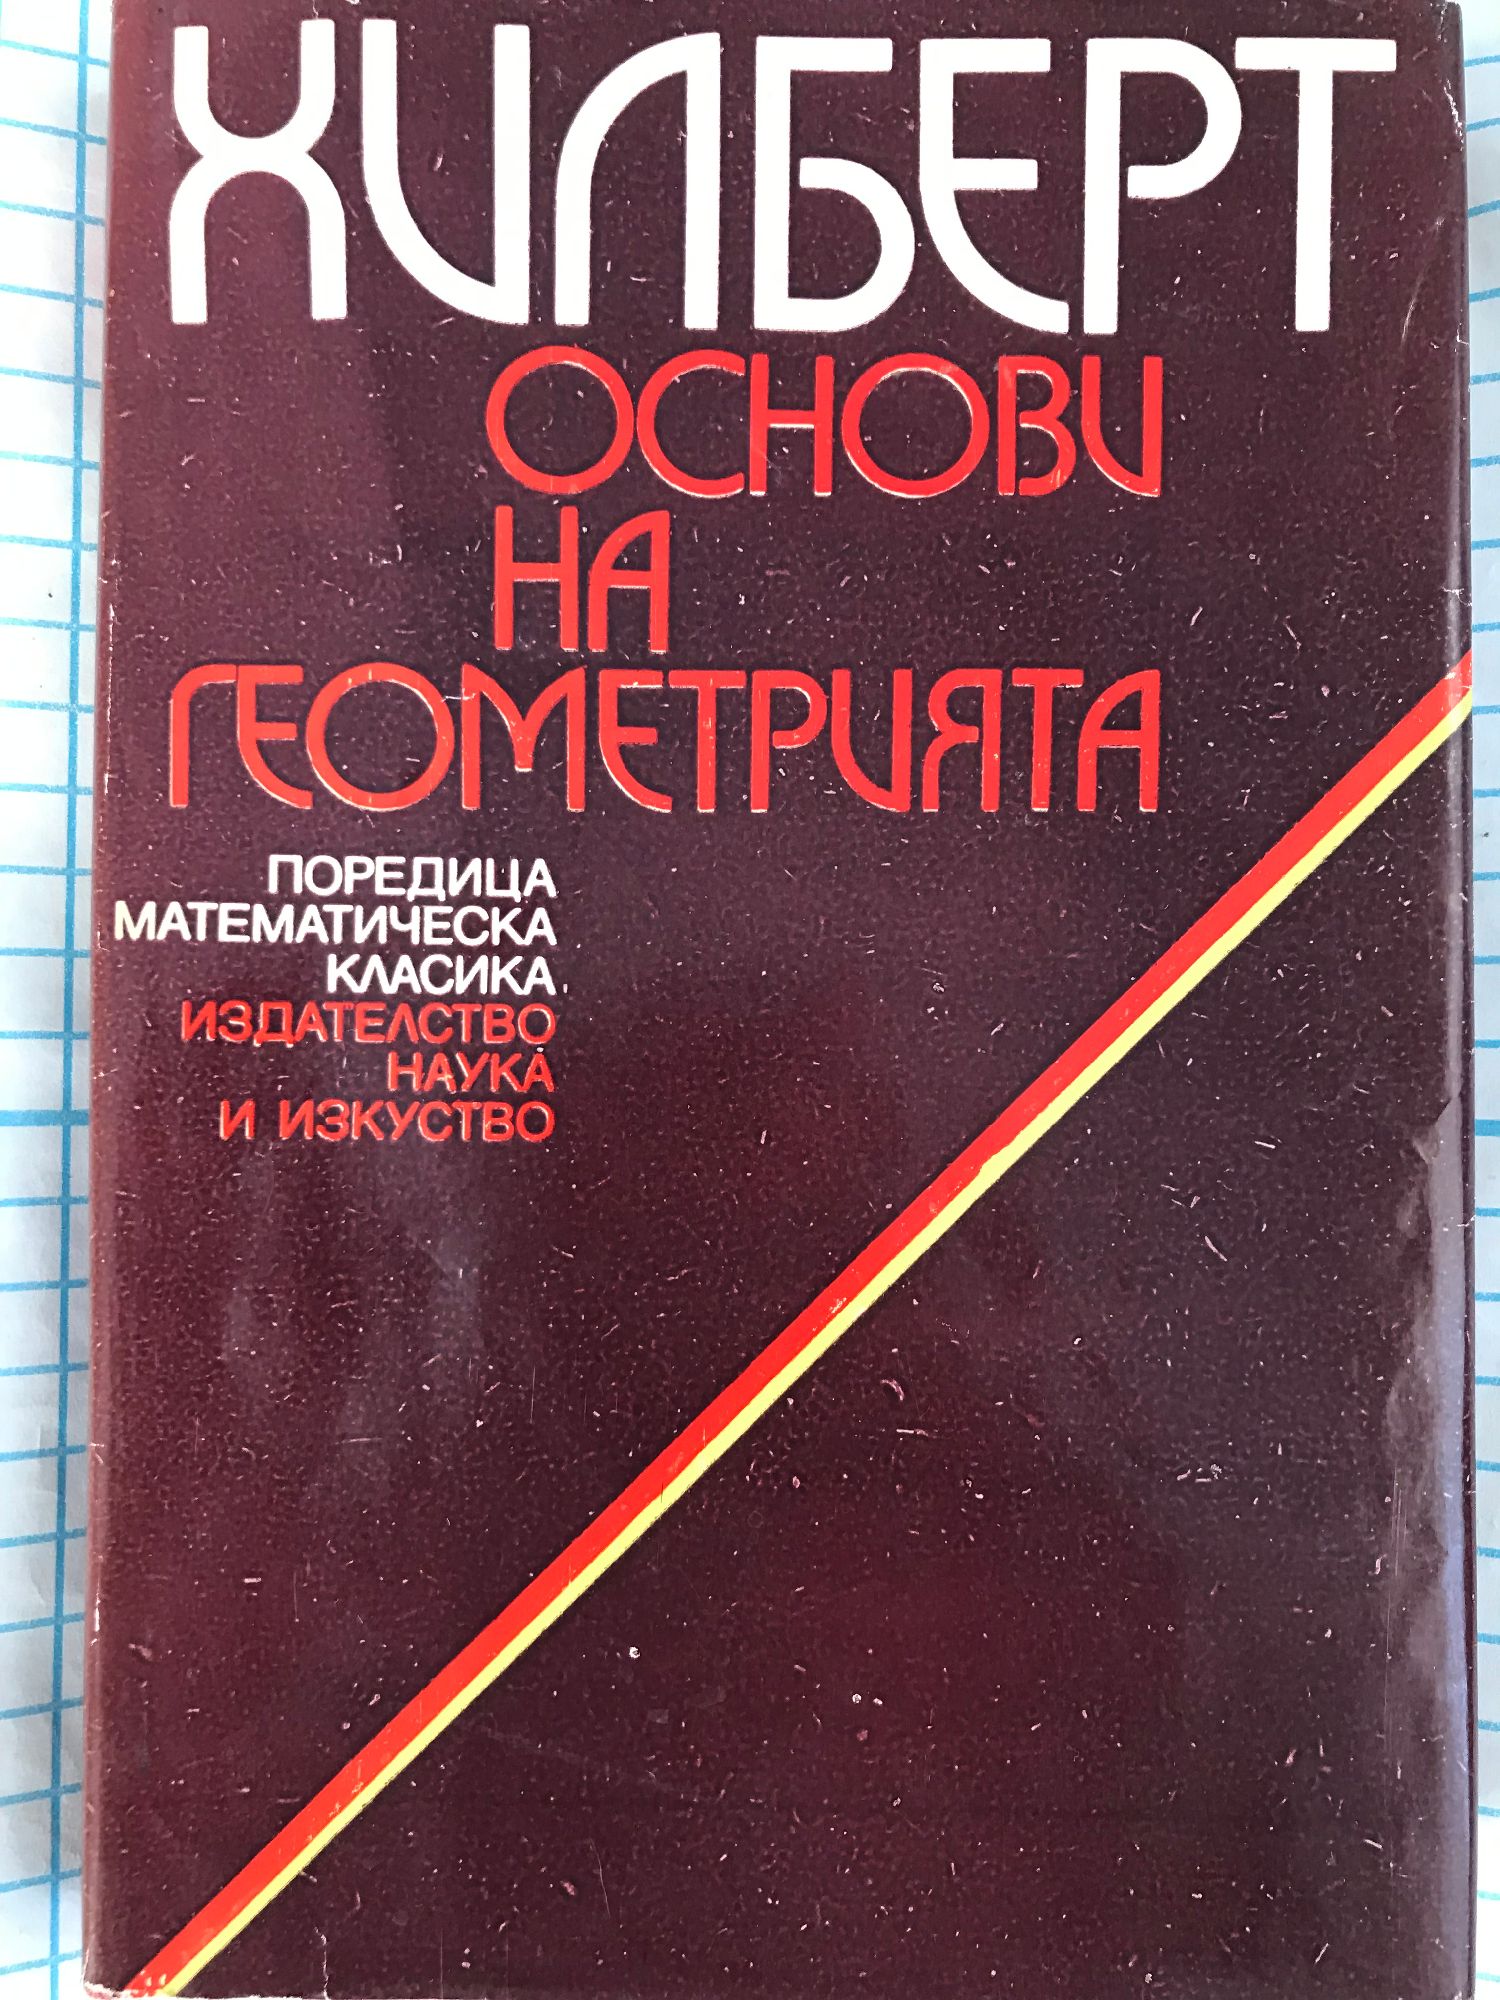 ХИЛБЕРТ
ОСНОВИ
НА
ГЕОМЕТРИЯТА
ПОРЕДИЦА
МАТЕМАТИЧЕСКА
КЛАСИКА
ИЗДАТЕЛСТВО
НАУКА
И ИЗКУСТВО